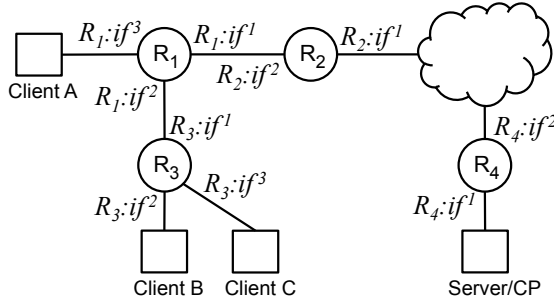 R₁:if³
R₁:if¹
R₂:if¹
R₁
R₂
Client A
R₁:if²
R₂:if²
R₃:if¹
R₄:if²
R₃
R₄
R₃:if³
R₃:if²
R₄:if¹
Client B
Client C
Server/CP